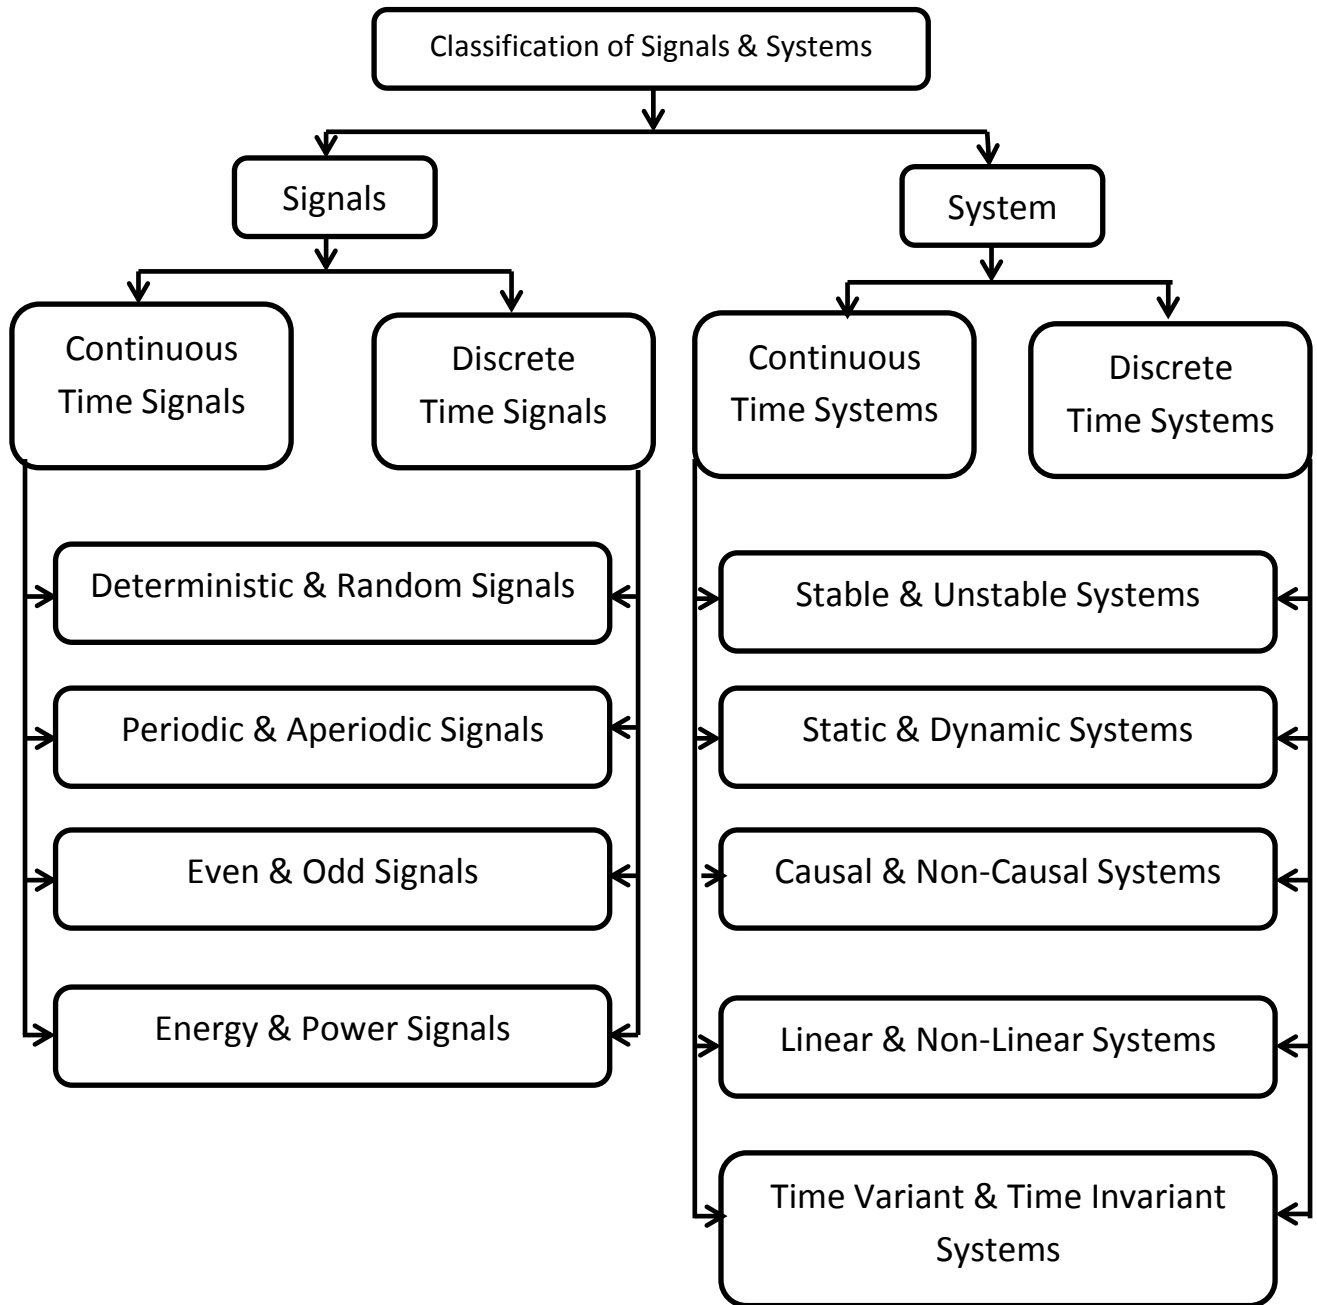 Classification of Signals & Systems
Signals
System
Continuous
Time Signals
Discrete
Time Signals
Continuous
Time Systems
Discrete
Time Systems
Deterministic & Random Signals
Periodic & Aperiodic Signals
Even & Odd Signals
Energy & Power Signals
Stable & Unstable Systems
Static & Dynamic Systems
Causal & Non-Causal Systems
Linear & Non-Linear Systems
Time Variant & Time Invariant
Systems